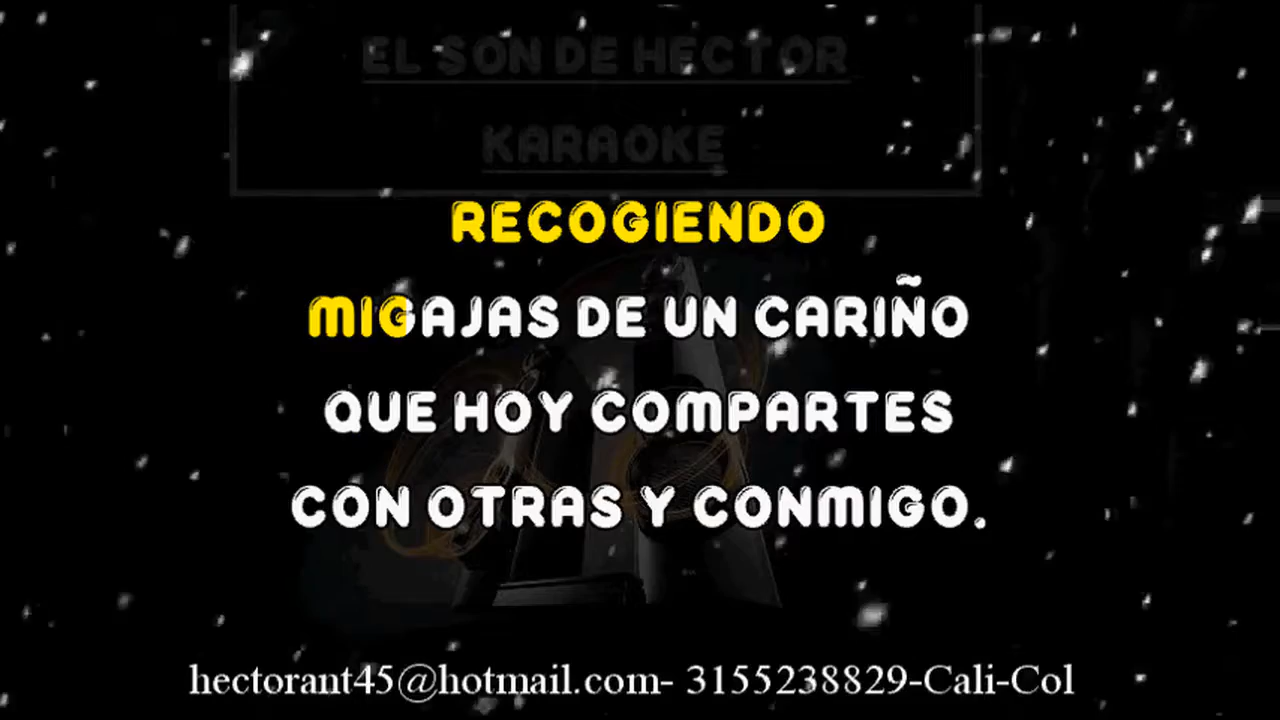 EL SON DE HECTOR
KARAOKE
RECOGIENDO
MIGAJAS DE UN CARIÑO
QUE HOY COMPARTES
CON OTRAS Y CONMIGO.
hectorant45@hotmail.com- 3155238829-Cali-Col